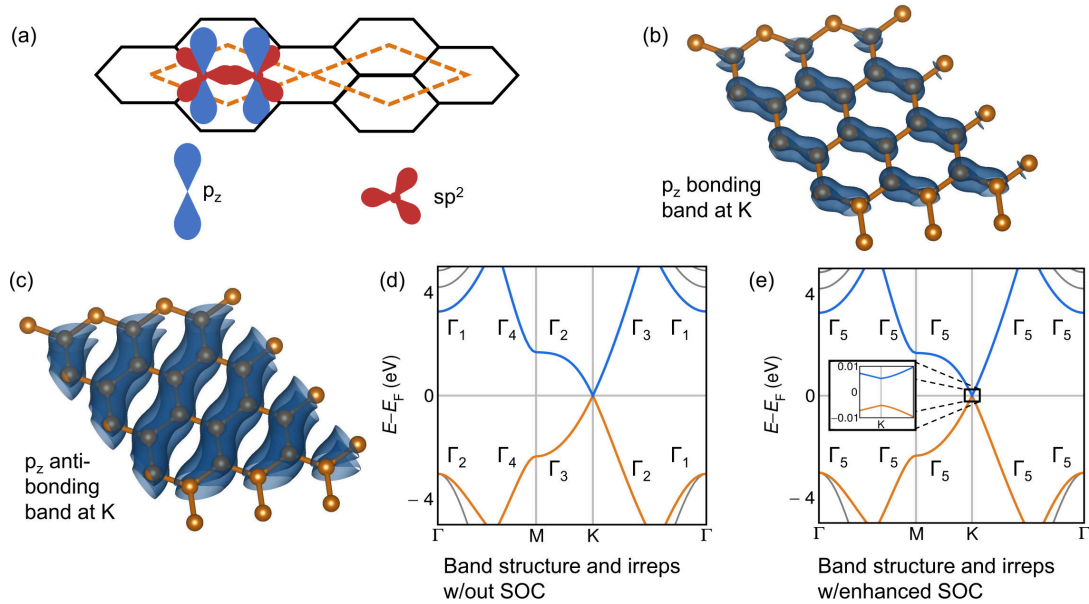 (a)
p_z
sp²
(b)
p_z bonding
band at K
(c)
p_z anti-
bonding
band at K
(d)
E–E_F (eV)
4
0
−4
Γ₁ Γ₄ Γ₂ Γ₃ Γ₁
Γ₂ Γ₄ Γ₃ Γ₂ Γ₁
Γ M K Γ
Band structure and irreps
w/out SOC
(e)
E–E_F (eV)
4
0
−4
Γ₅ Γ₅ Γ₅ Γ₅ Γ₅
0.01
0
−0.01
K
Γ₅ Γ₅ Γ₅ Γ₅ Γ₅
Γ M K Γ
Band structure and irreps
w/enhanced SOC